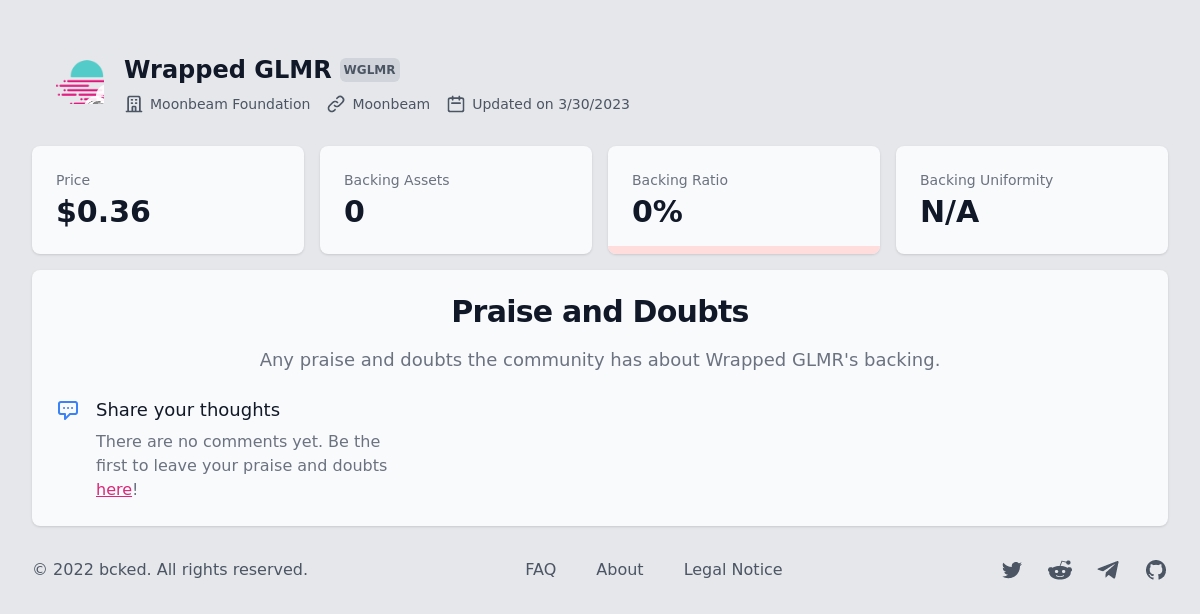 Wrapped GLMR WGLMR
Moonbeam Foundation Moonbeam Updated on 3/30/2023
Price
$0.36
Backing Assets
0
Backing Ratio
0%
Backing Uniformity
N/A
Praise and Doubts
Any praise and doubts the community has about Wrapped GLMR's backing.
Share your thoughts
There are no comments yet. Be the
first to leave your praise and doubts
here!
© 2022 bcked. All rights reserved. FAQ About Legal Notice